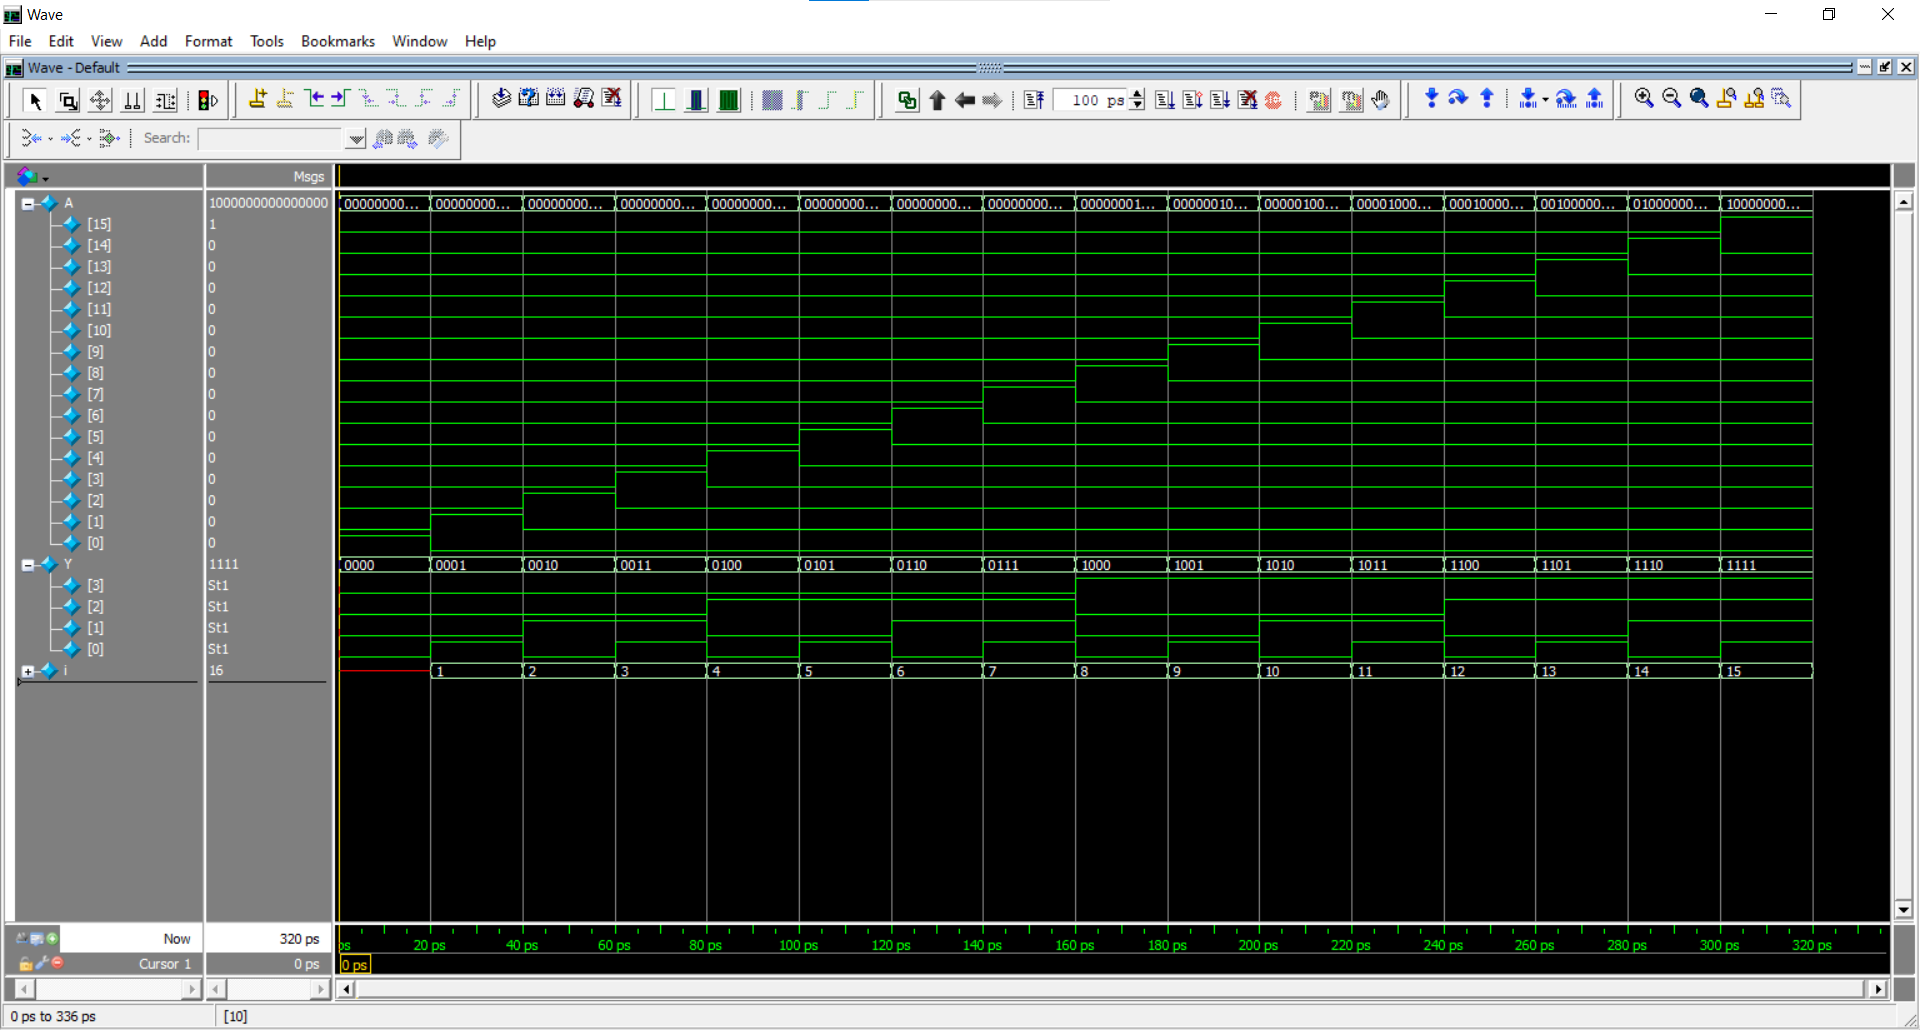 Wave
File Edit View Add Format Tools Bookmarks Window Help
Wave - Default
100 ps
Search:
Msgs
A 1000000000000000 00000000... 00000000... 00000000... 00000000... 00000000... 00000000... 00000000... 00000000... 00000001... 00000010... 00000100... 00001000... 00010000... 00100000... 01000000... 10000000...
[15] 1
[14] 0
[13] 0
[12] 0
[11] 0
[10] 0
[9] 0
[8] 0
[7] 0
[6] 0
[5] 0
[4] 0
[3] 0
[2] 0
[1] 0
[0] 0
Y 1111 0000 0001 0010 0011 0100 0101 0110 0111 1000 1001 1010 1011 1100 1101 1110 1111
[3] St1
[2] St1
[1] St1
[0] St1
i 16 1 2 3 4 5 6 7 8 9 10 11 12 13 14 15
Now 320 ps ps 20 ps 40 ps 60 ps 80 ps 100 ps 120 ps 140 ps 160 ps 180 ps 200 ps 220 ps 240 ps 260 ps 280 ps 300 ps 320 ps
Cursor 1 0 ps 0 ps
0 ps to 336 ps [10]